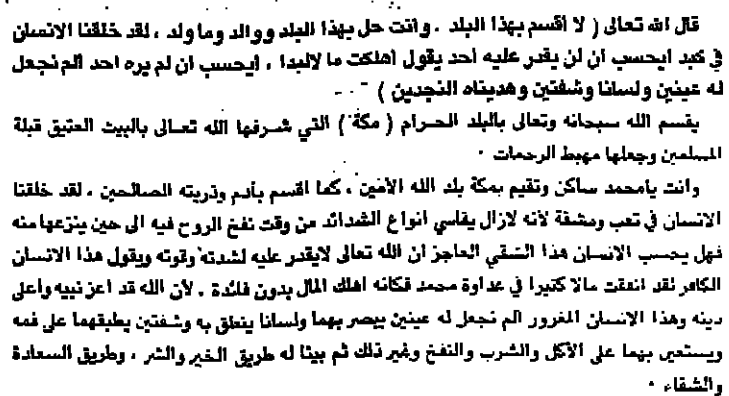 قال الله تعالى ( لا أقسم بهذا البلد . وانت حل بهذا البلد ووالد وما ولد ، لقد خلقنا الانسان
في كبد ايحسب ان لن يقدر عليه احد يقول اهلكت ما لالبدا ، ايحسب ان لم يره احد الم نجعل
له عينين ولسانا وشفتين وهديناه النجدين )
يقسم الله سبحانه وتعالى بالبلد الحرام ( مكة ) التي شرفها الله تعالى بالبيت العتيق قبلة
المسلمين وجعلها مهبط الرحمات .
وانت يامحمد ساكن وتقيم بمكة بلد الله الأمين ، كما اقسم بأدم وذريته الصالحين ، لقد خلقنا
الانسان في تعب ومشقة لأنه لازال يقاسي انواع الشدائد من وقت نفخ الروح فيه الى حين ينزعها منه
فهل يحسب الانسان هذا الشقي العاجز ان الله تعالى لايقدر عليه لشدته وقوته ويقول هذا الانسان
الكافر لقد انفقت مالا كثيرا في عداوة محمد فكانه اهلك المال بدون فائدة . لأن الله قد اعز نبيه وأعلى
دينه وهذا الانسان المغرور الم نجعل له عينين يبصر بهما ولسانا ينطق به وشفتين يطبقهما على فمه
ويستعين بهما على الأكل والشرب والنفخ وغير ذلك ثم بينا له طريق الخير والشر ، وطريق السعادة
والشقاء .